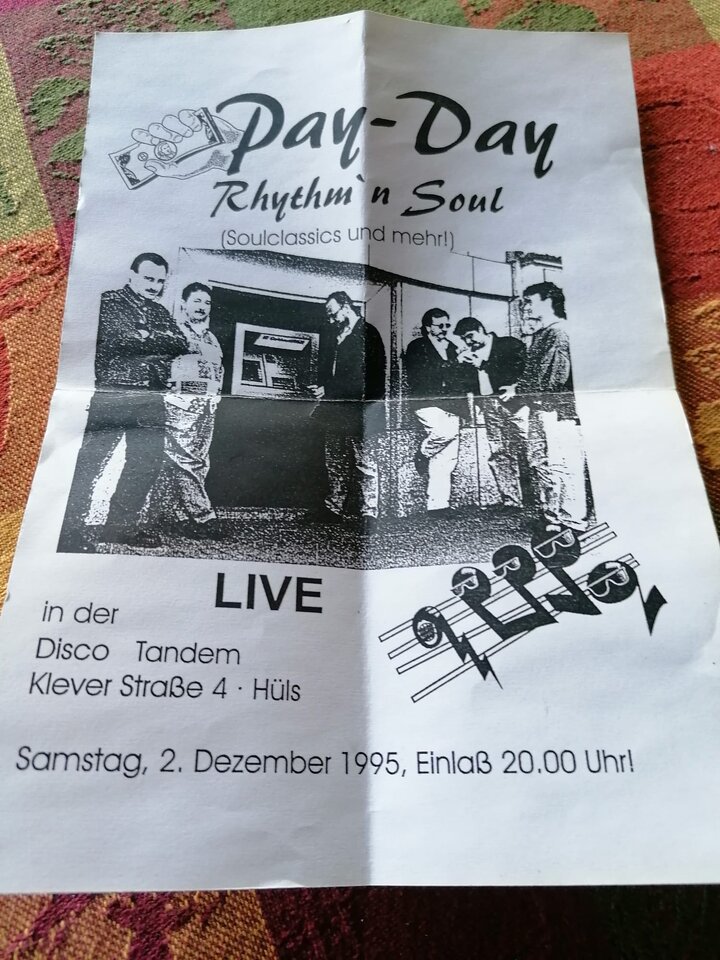 Pay-Day
Rhythm`n Soul
(Soulclassics und mehr!)
LIVE
in der
Disco Tandem
Klever Straße 4 · Hüls
Samstag, 2. Dezember 1995, Einlaß 20.00 Uhr!